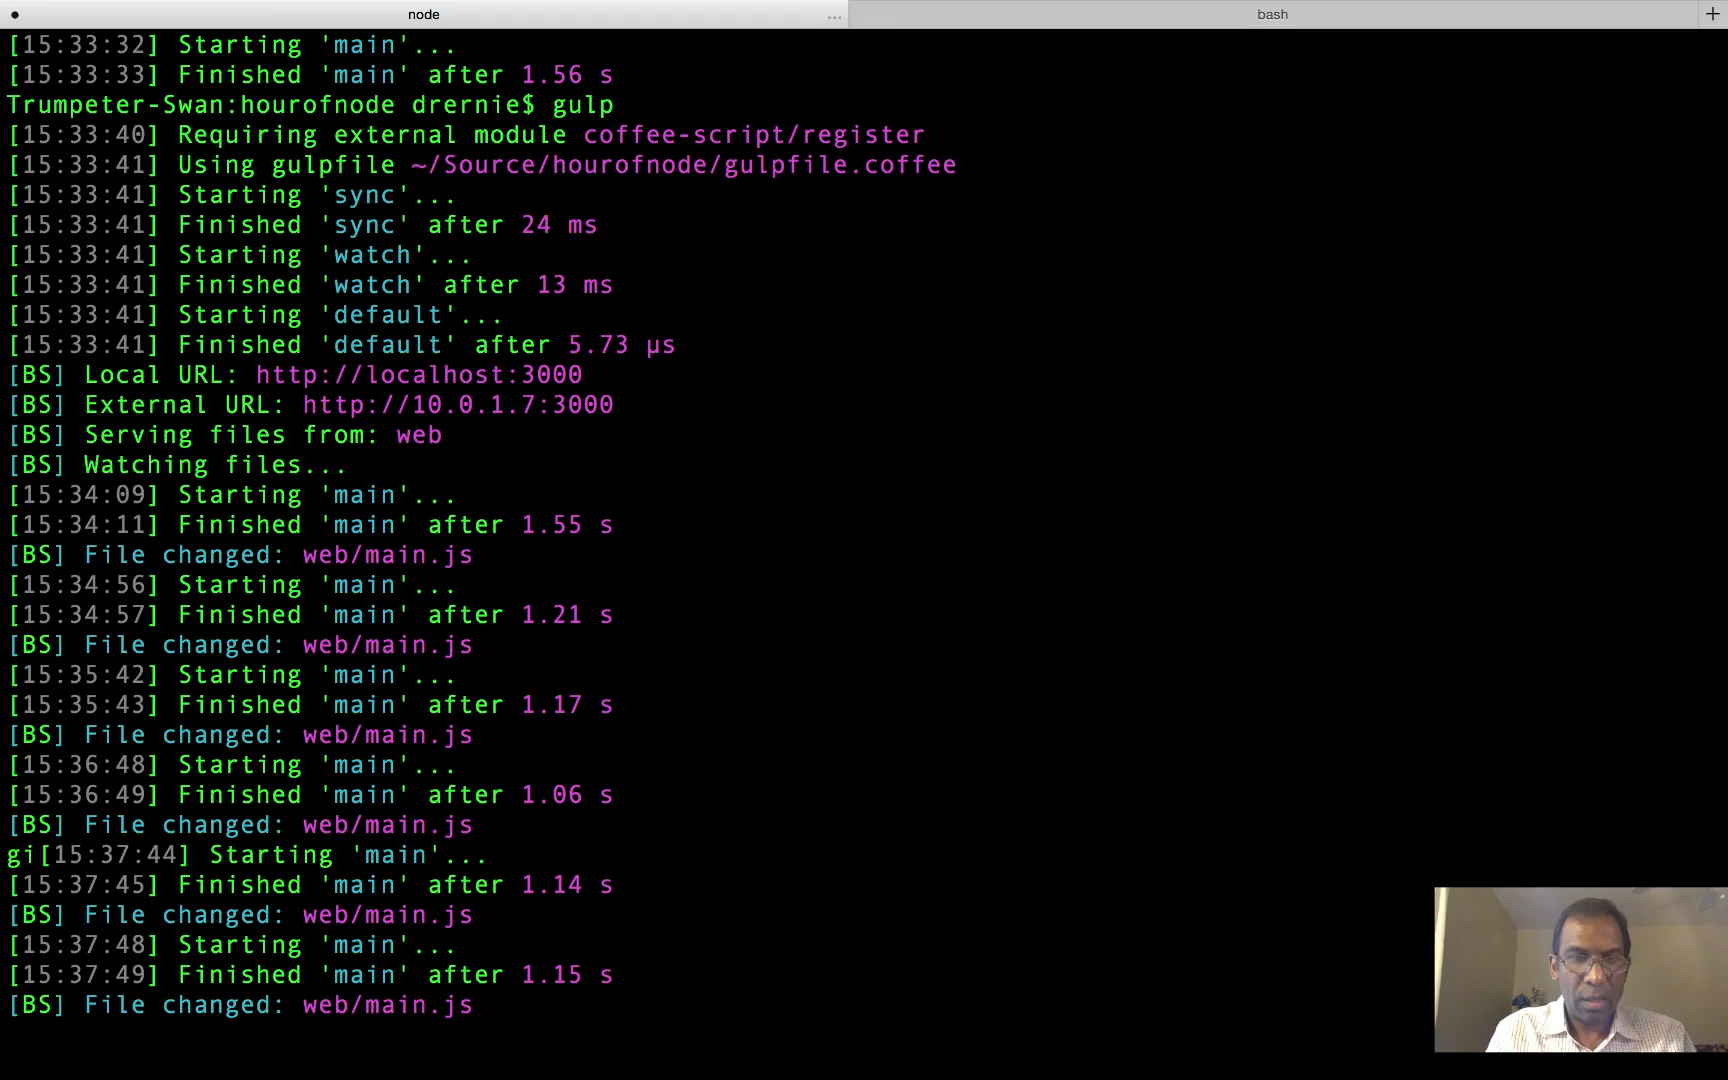 node ... bash +
[15:33:32] Starting 'main'...
[15:33:33] Finished 'main' after 1.56 s
Trumpeter-Swan:hourofnode drernie$ gulp
[15:33:40] Requiring external module coffee-script/register
[15:33:41] Using gulpfile ~/Source/hourofnode/gulpfile.coffee
[15:33:41] Starting 'sync'...
[15:33:41] Finished 'sync' after 24 ms
[15:33:41] Starting 'watch'...
[15:33:41] Finished 'watch' after 13 ms
[15:33:41] Starting 'default'...
[15:33:41] Finished 'default' after 5.73 μs
[BS] Local URL: http://localhost:3000
[BS] External URL: http://10.0.1.7:3000
[BS] Serving files from: web
[BS] Watching files...
[15:34:09] Starting 'main'...
[15:34:11] Finished 'main' after 1.55 s
[BS] File changed: web/main.js
[15:34:56] Starting 'main'...
[15:34:57] Finished 'main' after 1.21 s
[BS] File changed: web/main.js
[15:35:42] Starting 'main'...
[15:35:43] Finished 'main' after 1.17 s
[BS] File changed: web/main.js
[15:36:48] Starting 'main'...
[15:36:49] Finished 'main' after 1.06 s
[BS] File changed: web/main.js
gi[15:37:44] Starting 'main'...
[15:37:45] Finished 'main' after 1.14 s
[BS] File changed: web/main.js
[15:37:48] Starting 'main'...
[15:37:49] Finished 'main' after 1.15 s
[BS] File changed: web/main.js